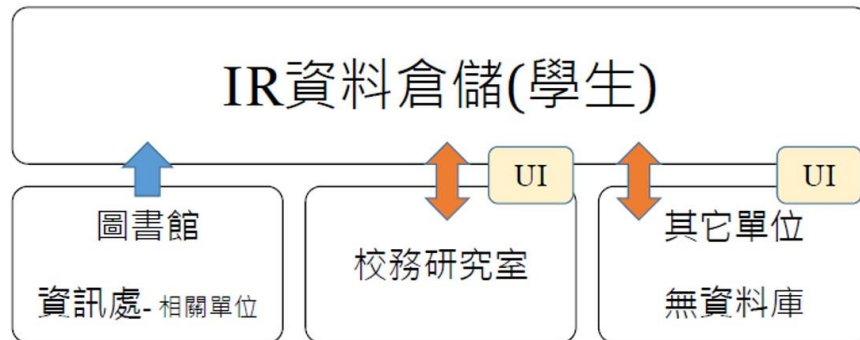 IR資料倉儲(學生)
UI
UI
圖書館
資訊處- 相關單位
校務研究室
其它單位
無資料庫